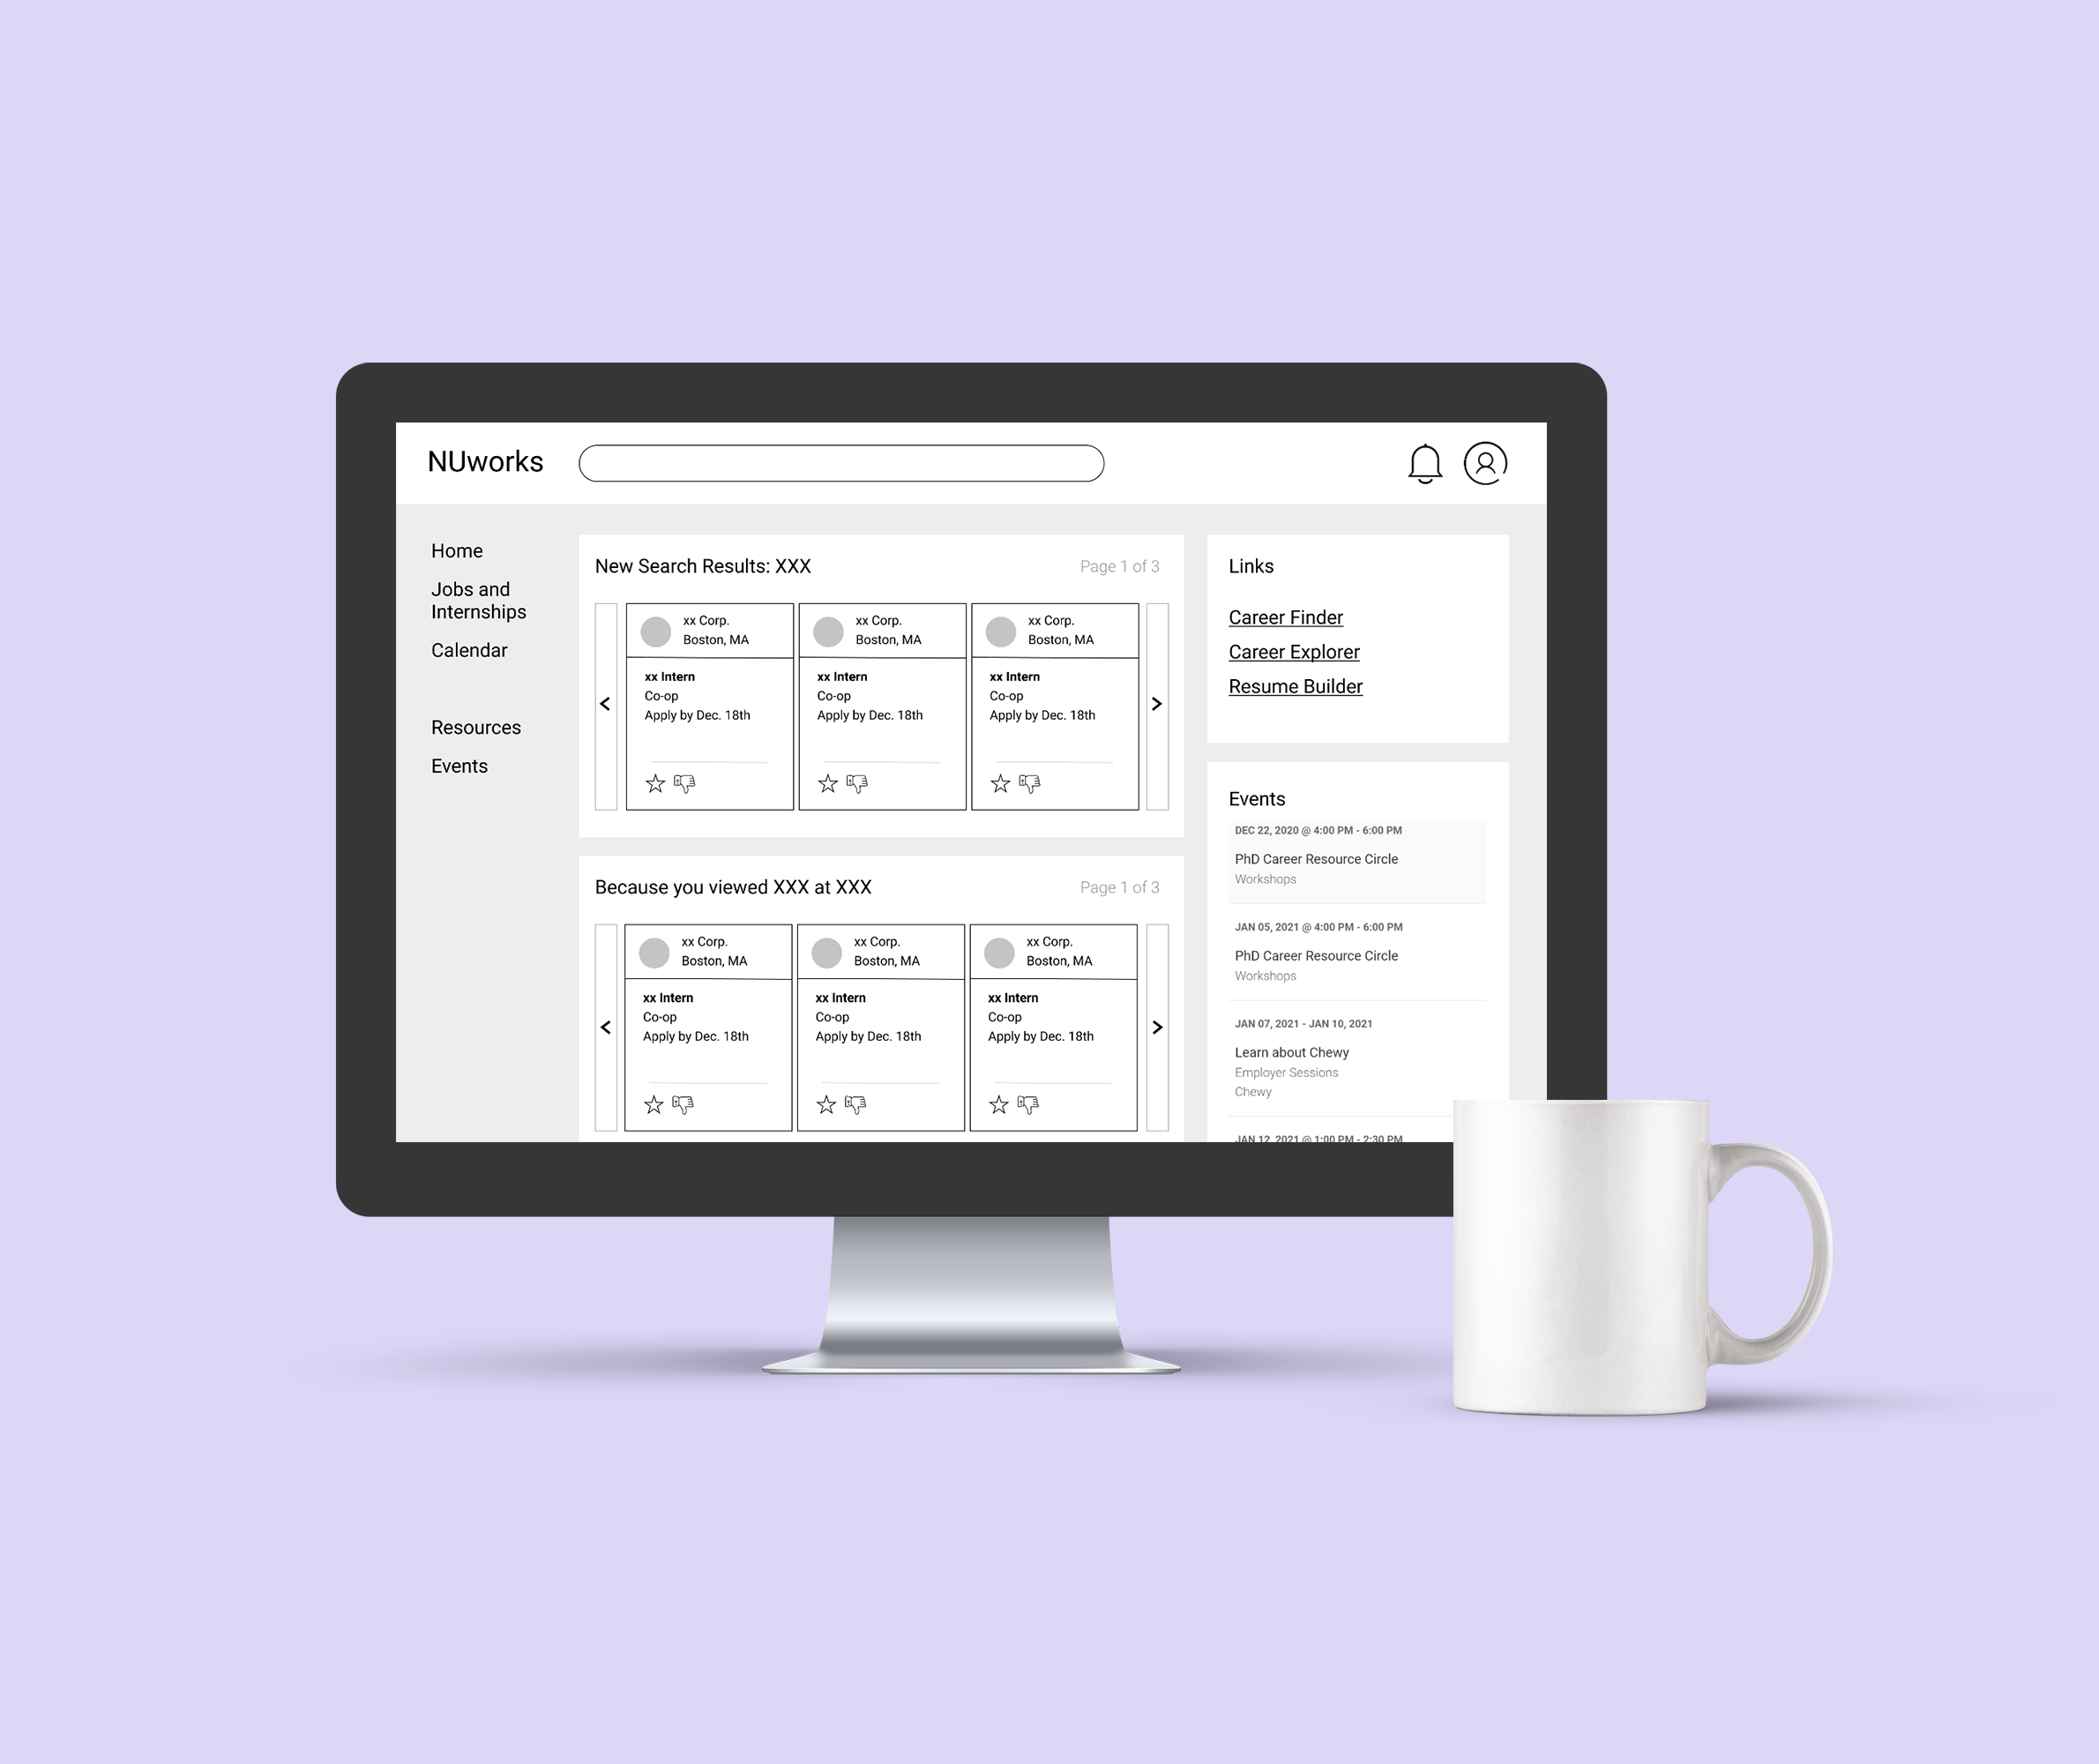 NUworks
Home
Jobs and
Internships
Calendar
Resources
Events
New Search Results: XXX
Page 1 of 3
xx Corp.
Boston, MA
xx Intern
Co-op
Apply by Dec. 18th
xx Corp.
Boston, MA
xx Intern
Co-op
Apply by Dec. 18th
xx Corp.
Boston, MA
xx Intern
Co-op
Apply by Dec. 18th
Because you viewed XXX at XXX
Page 1 of 3
xx Corp.
Boston, MA
xx Intern
Co-op
Apply by Dec. 18th
xx Corp.
Boston, MA
xx Intern
Co-op
Apply by Dec. 18th
xx Corp.
Boston, MA
xx Intern
Co-op
Apply by Dec. 18th
Links
Career Finder
Career Explorer
Resume Builder
Events
DEC 22, 2020 @ 4:00 PM - 6:00 PM
PhD Career Resource Circle
Workshops
JAN 05, 2021 @ 4:00 PM - 6:00 PM
PhD Career Resource Circle
Workshops
JAN 07, 2021 - JAN 10, 2021
Learn about Chewy
Employer Sessions
Chewy
JAN 12, 2021 @ 1:00 PM - 2:30 PM